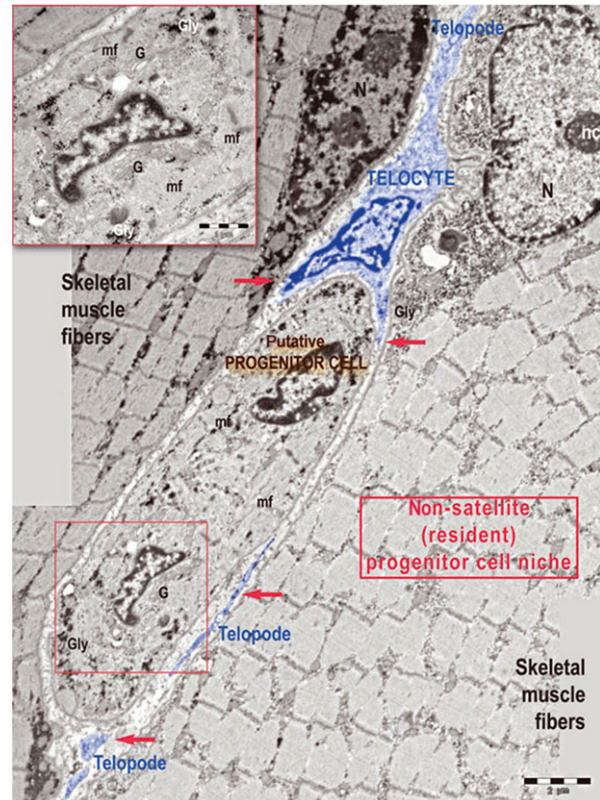 Gly
mf
G
mf
G
mf
Gly
Telopode
N
hc
N
TELOCYTE
Skeletal
muscle
fibers
Gly
Putative
PROGENITOR CELL
mf
mf
Non-satellite
(resident)
progenitor cell niche
G
Gly
Telopode
Skeletal
muscle
fibers
Telopode
2 µm